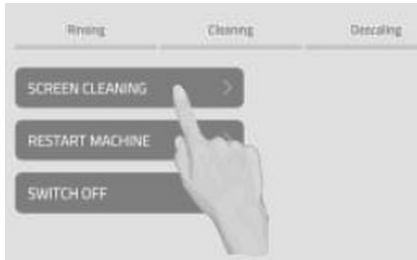 Rinsing Cleaning Descaling
SCREEN CLEANING
RESTART MACHINE
SWITCH OFF